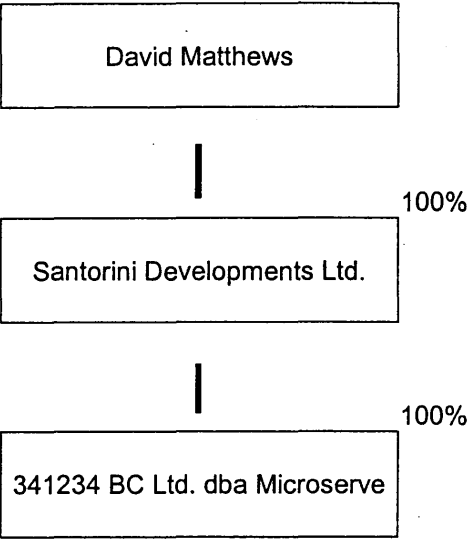 David Matthews
100%
Santorini Developments Ltd.
100%
341234 BC Ltd. dba Microserve